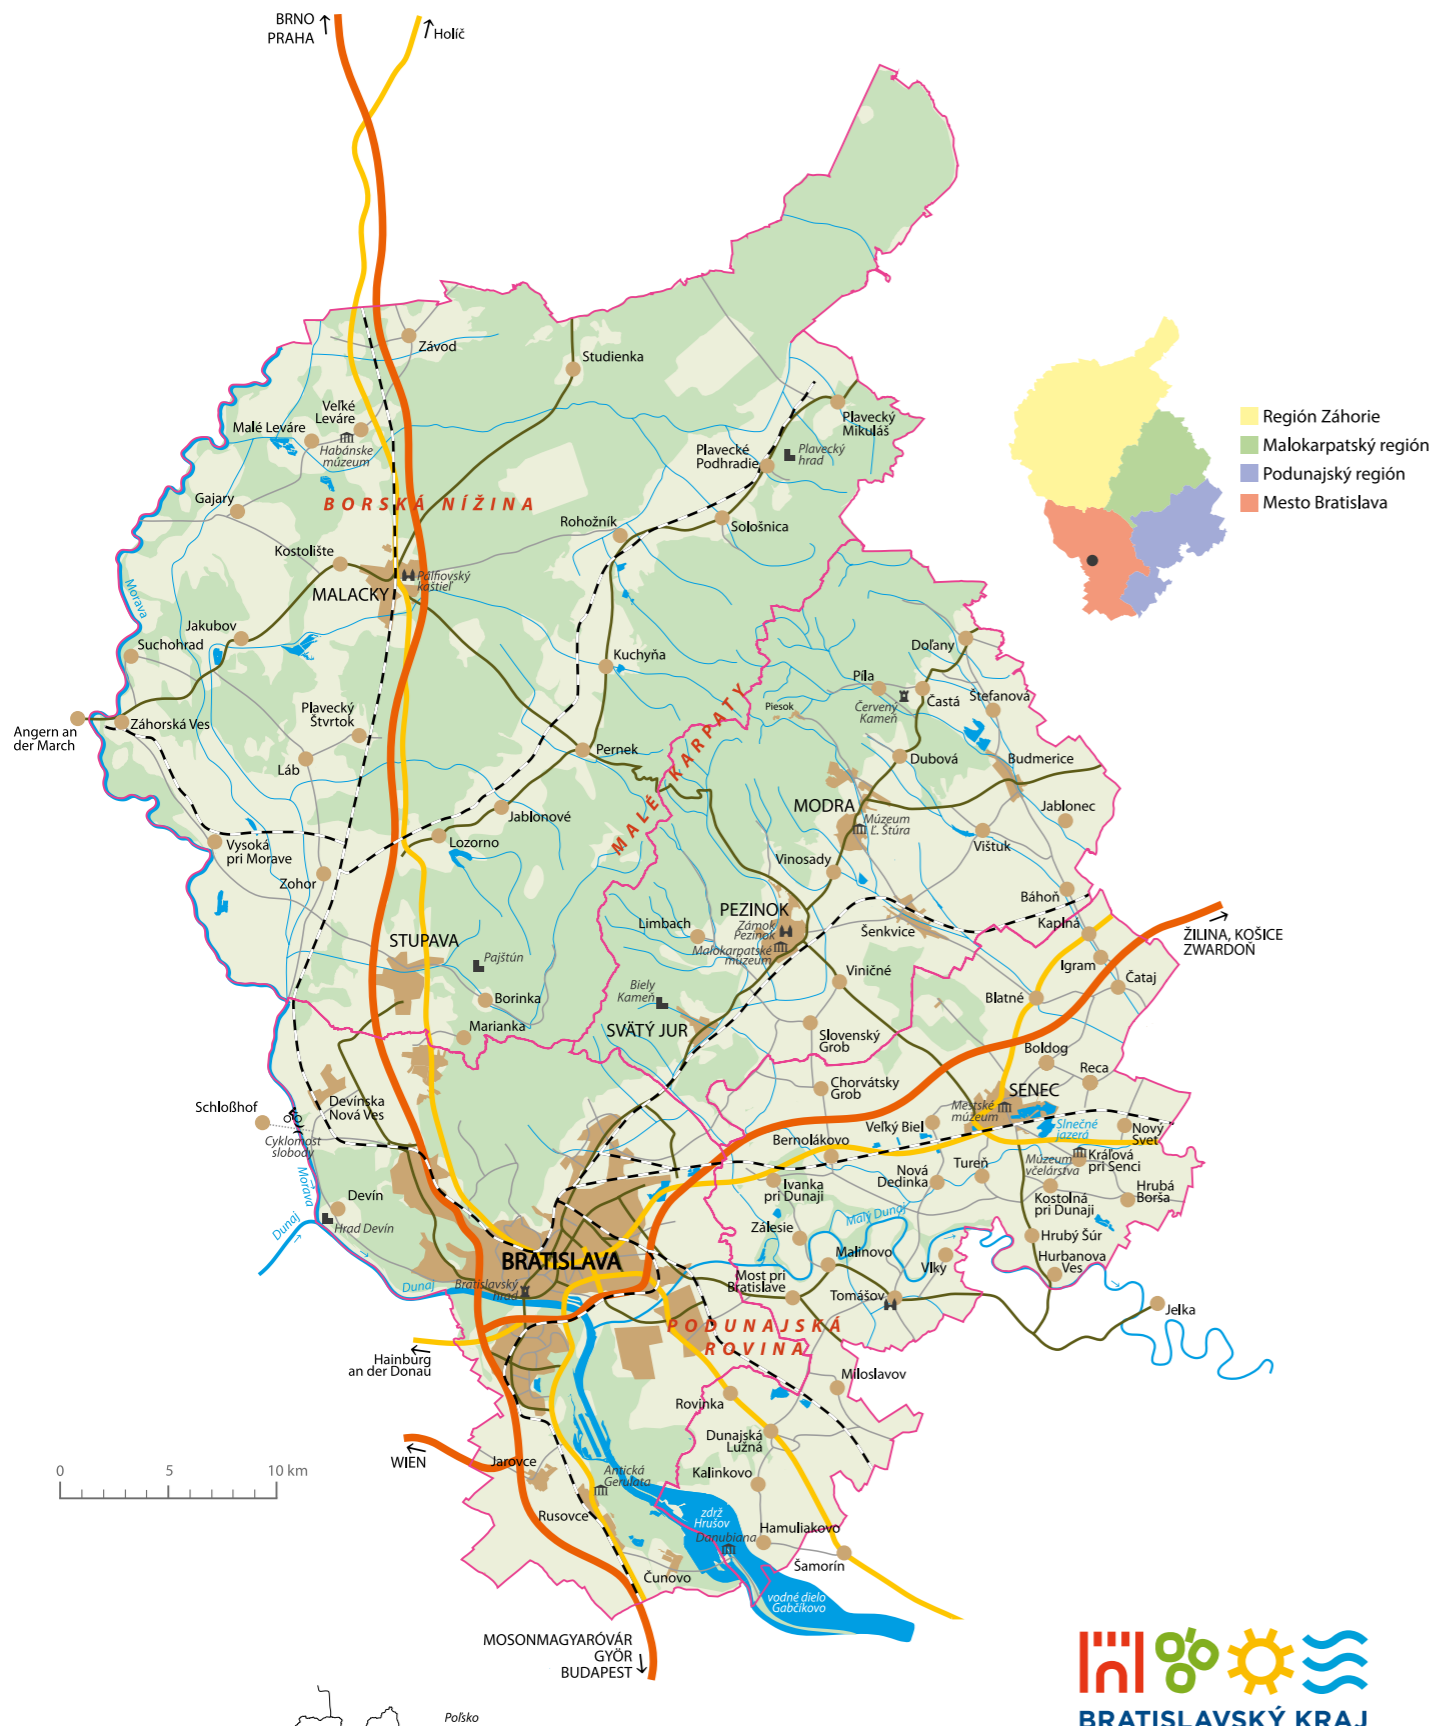 BRNO
PRAHA
Holíč
Závod
Studienka
Veľké
Leváre
Malé Leváre
Habánske
múzeum
Plavecký
Mikuláš
Plavecké
Podhradie
Plavecký
hrad
Gajary
BORSKÁ NÍŽINA
Rohožník
Sološnica
Kostolište
MALACKY
Pálfiovský
kaštieľ
Morava
Jakubov
Suchohrad
Kuchyňa
Doľany
Píla
Častá
Štefanová
Červený
Kameň
Piesok
Plavecký
Štvrtok
Záhorská Ves
Angern an
der March
Láb
Pernek
MALÉ KARPATY
Dubová
Budmerice
MODRA
Múzeum
Ľ. Štúra
Jablonec
Jablonové
Lozorno
Vysoká
pri Morave
Vištuk
Zohor
Vinosady
Báhoň
PEZINOK
Zámok
Pezinok
Malokarpatské
múzeum
Limbach
Šenkvice
Kaplná
ŽILINA, KOŠICE
ZWARDOŇ
STUPAVA
Pajštún
Igram
Čataj
Viničné
Biely
Kameň
Blatné
Borinka
SVÄTÝ JUR
Slovenský
Grob
Marianka
Boldog
Reca
Chorvátsky
Grob
SENEC
Mestské
múzeum
Devínska
Nová Ves
Schloßhof
Cyklomost
slobody
Veľký Biel
Slnečné
jazerá
Nový
Svet
Bernolákovo
Múzeum
včelárstva
Kráľová
pri Senci
Tureň
Nová
Dedinka
Morava
Ivanka
pri Dunaji
Kostolná
pri Dunaji
Hrubá
Borša
Devín
Hrad Devín
Dunaj
Malý Dunaj
Zálesie
Hrubý Šúr
Malinovo
Vlky
Hurbanova
Ves
BRATISLAVA
Bratislavský
hrad
Dunaj
Most pri
Bratislave
Tomášov
Jelka
PODUNAJSKÁ
ROVINA
Hainburg
an der Donau
Miloslavov
Rovinka
Dunajská
Lužná
WIEN
Jarovce
Kalinkovo
Antická
Gerulata
Rusovce
zdrž
Hrušov
Danubiana
Hamuliakovo
Šamorín
Čunovo
vodné dielo
Gabčíkovo
MOSONMAGYARÓVÁR
GYÖR
BUDAPEST
0 5 10 km
Región Záhorie
Malokarpatský región
Podunajský región
Mesto Bratislava
Poľsko
BRATISLAVSKÝ KRAJ